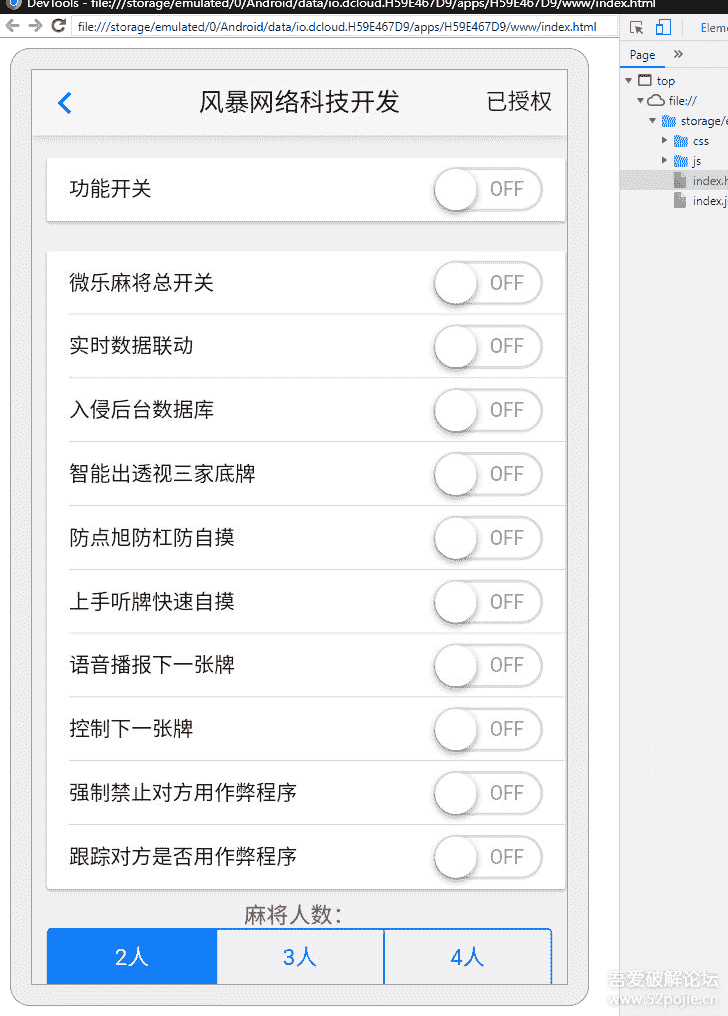 DevTools - file:///storage/emulated/0/Android/data/io.dcloud.H59E467D9/apps/H59E467D9/www/index.html
file:///storage/emulated/0/Android/data/io.dcloud.H59E467D9/apps/H59E467D9/www/index.html
Eleme
Page
top
file://
storage/e
css
js
index.h
index.j
风暴网络科技开发
已授权
功能开关 OFF
微乐麻将总开关 OFF
实时数据联动 OFF
入侵后台数据库 OFF
智能出透视三家底牌 OFF
防点旭防杠防自摸 OFF
上手听牌快速自摸 OFF
语音播报下一张牌 OFF
控制下一张牌 OFF
强制禁止对方用作弊程序 OFF
跟踪对方是否用作弊程序 OFF
麻将人数：
2人 3人 4人
吾爱破解论坛
www.52pojie.cn